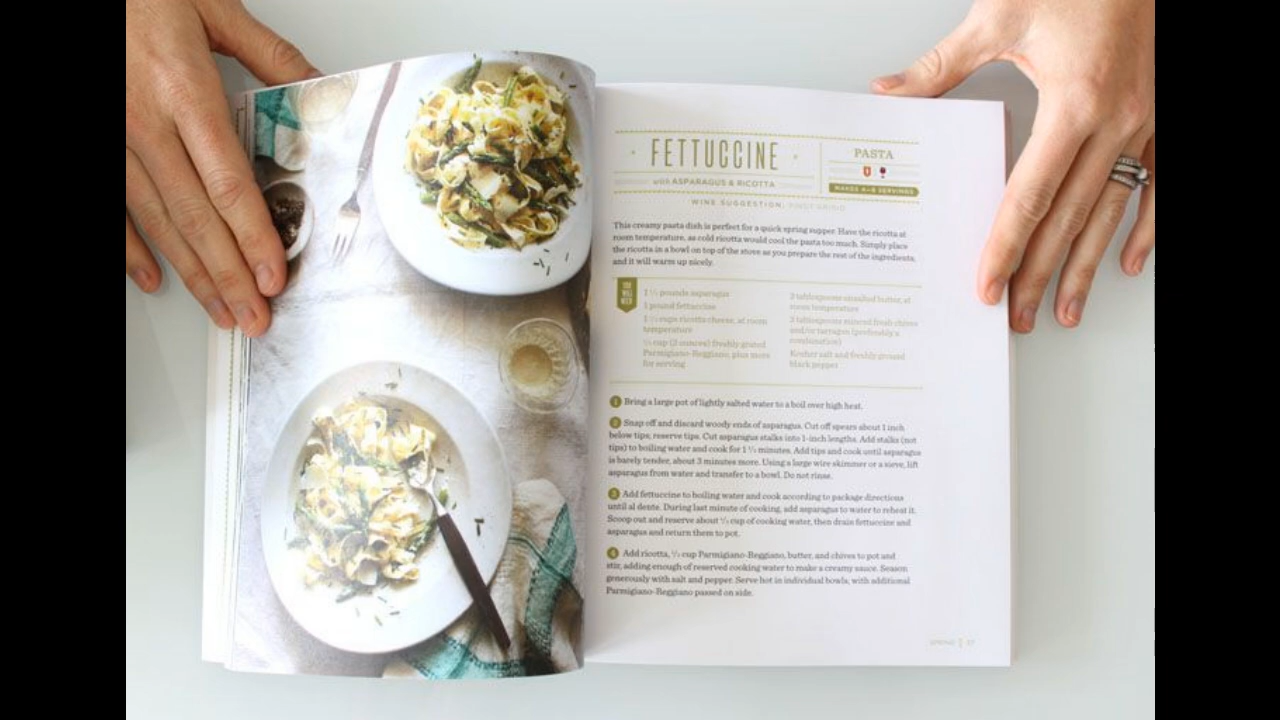 FETTUCCINE
with ASPARAGUS & RICOTTA
PASTA
MAKES 4–6 SERVINGS
WINE SUGGESTION: PINOT GRIGIO
This creamy pasta dish is perfect for a quick spring supper. Have the ricotta at
room temperature, as cold ricotta would cool the pasta too much. Simply place
the ricotta in a bowl on top of the stove as you prepare the rest of the ingredients,
and it will warm up nicely.
YOU
WILL
NEED
1 ½ pounds asparagus
1 pound fettuccine
1 ½ cups ricotta cheese, at room
temperature
cup (2 ounces) freshly grated
Parmigiano-Reggiano, plus more
for serving
2 tablespoons unsalted butter, at
room temperature
3 tablespoons minced fresh chives
and/or tarragon (preferably a
combination)
Kosher salt and freshly ground
black pepper
1 Bring a large pot of lightly salted water to a boil over high heat.
2 Snap off and discard woody ends of asparagus. Cut off spears about 1 inch
below tips, reserve tips. Cut asparagus stalks into 1-inch lengths. Add stalks (not
tips) to boiling water and cook for 1 ½ minutes. Add tips and cook until asparagus
is barely tender, about 3 minutes more. Using a large wire skimmer or a sieve, lift
asparagus from water and transfer to a bowl. Do not rinse.
3 Add fettuccine to boiling water and cook according to package directions
until al dente. During last minute of cooking, add asparagus to water to reheat it.
Scoop out and reserve about ½ cup of cooking water, then drain fettuccine and
asparagus and return them to pot.
4 Add ricotta, ½ cup Parmigiano-Reggiano, butter, and chives to pot and
stir, adding enough of reserved cooking water to make a creamy sauce. Season
generously with salt and pepper. Serve hot in individual bowls, with additional
Parmigiano-Reggiano passed on side.
SPRING | 57